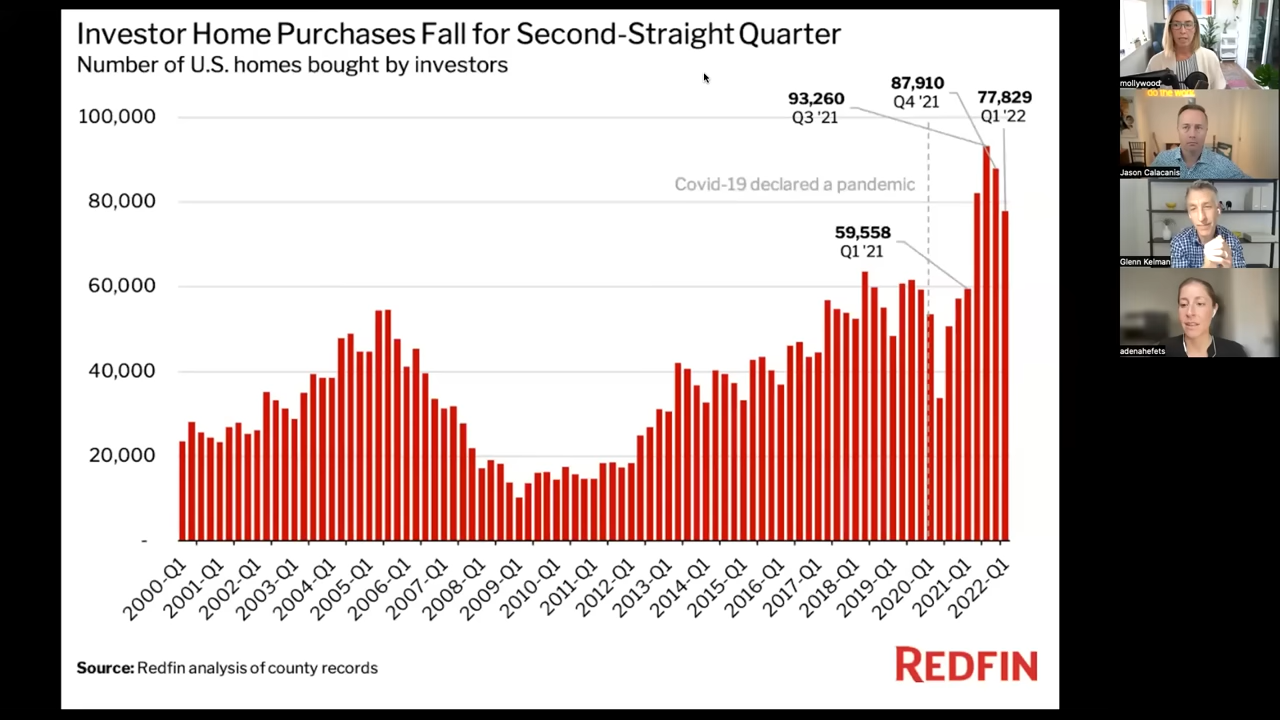 Investor Home Purchases Fall for Second-Straight Quarter
Number of U.S. homes bought by investors
100,000
80,000
60,000
40,000
20,000
-
93,260
Q3 '21
87,910
Q4 '21
77,829
Q1 '22
Covid-19 declared a pandemic
59,558
Q1 '21
2000-Q1
2001-Q1
2002-Q1
2003-Q1
2004-Q1
2005-Q1
2006-Q1
2007-Q1
2008-Q1
2009-Q1
2010-Q1
2011-Q1
2012-Q1
2013-Q1
2014-Q1
2015-Q1
2016-Q1
2017-Q1
2018-Q1
2019-Q1
2020-Q1
2021-Q1
2022-Q1
Source: Redfin analysis of county records
REDFIN
mollywood
do the work
Jason Calacanis
Glenn Kelman
adenahefets